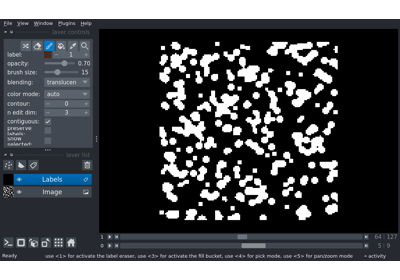 File View Window Plugins Help
layer controls
label: 1
opacity: 0.70
brush size: 15
blending: translucen
color mode: auto
contour: 0
n edit dim: 3
contiguous:
preserve labels:
show selected:
layer list
Labels
Image
1 64 127
0 5 9
Ready use <1> for activate the label eraser, use <3> for activate the fill bucket, use <4> for pick mode, use <5> for pan/zoom mode activity